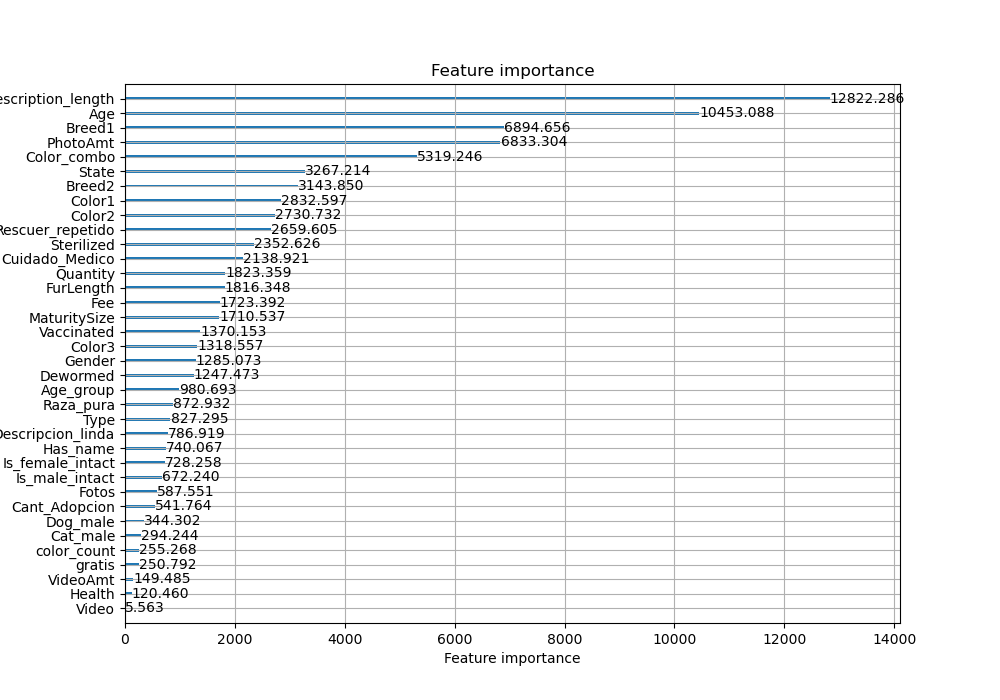 Feature importance
escription_length 12822.286
Age 10453.088
Breed1 6894.656
PhotoAmt 6833.304
Color_combo 5319.246
State 3267.214
Breed2 3143.850
Color1 2832.597
Color2 2730.732
Rescuer_repetido 2659.605
Sterilized 2352.626
Cuidado_Medico 2138.921
Quantity 1823.359
FurLength 1816.348
Fee 1723.392
MaturitySize 1710.537
Vaccinated 1370.153
Color3 1318.557
Gender 1285.073
Dewormed 1247.473
Age_group 980.693
Raza_pura 872.932
Type 827.295
Descripcion_linda 786.919
Has_name 740.067
Is_female_intact 728.258
Is_male_intact 672.240
Fotos 587.551
Cant_Adopcion 541.764
Dog_male 344.302
Cat_male 294.244
color_count 255.268
gratis 250.792
VideoAmt 149.485
Health 120.460
Video 5.563
0 2000 4000 6000 8000 10000 12000 14000
Feature importance